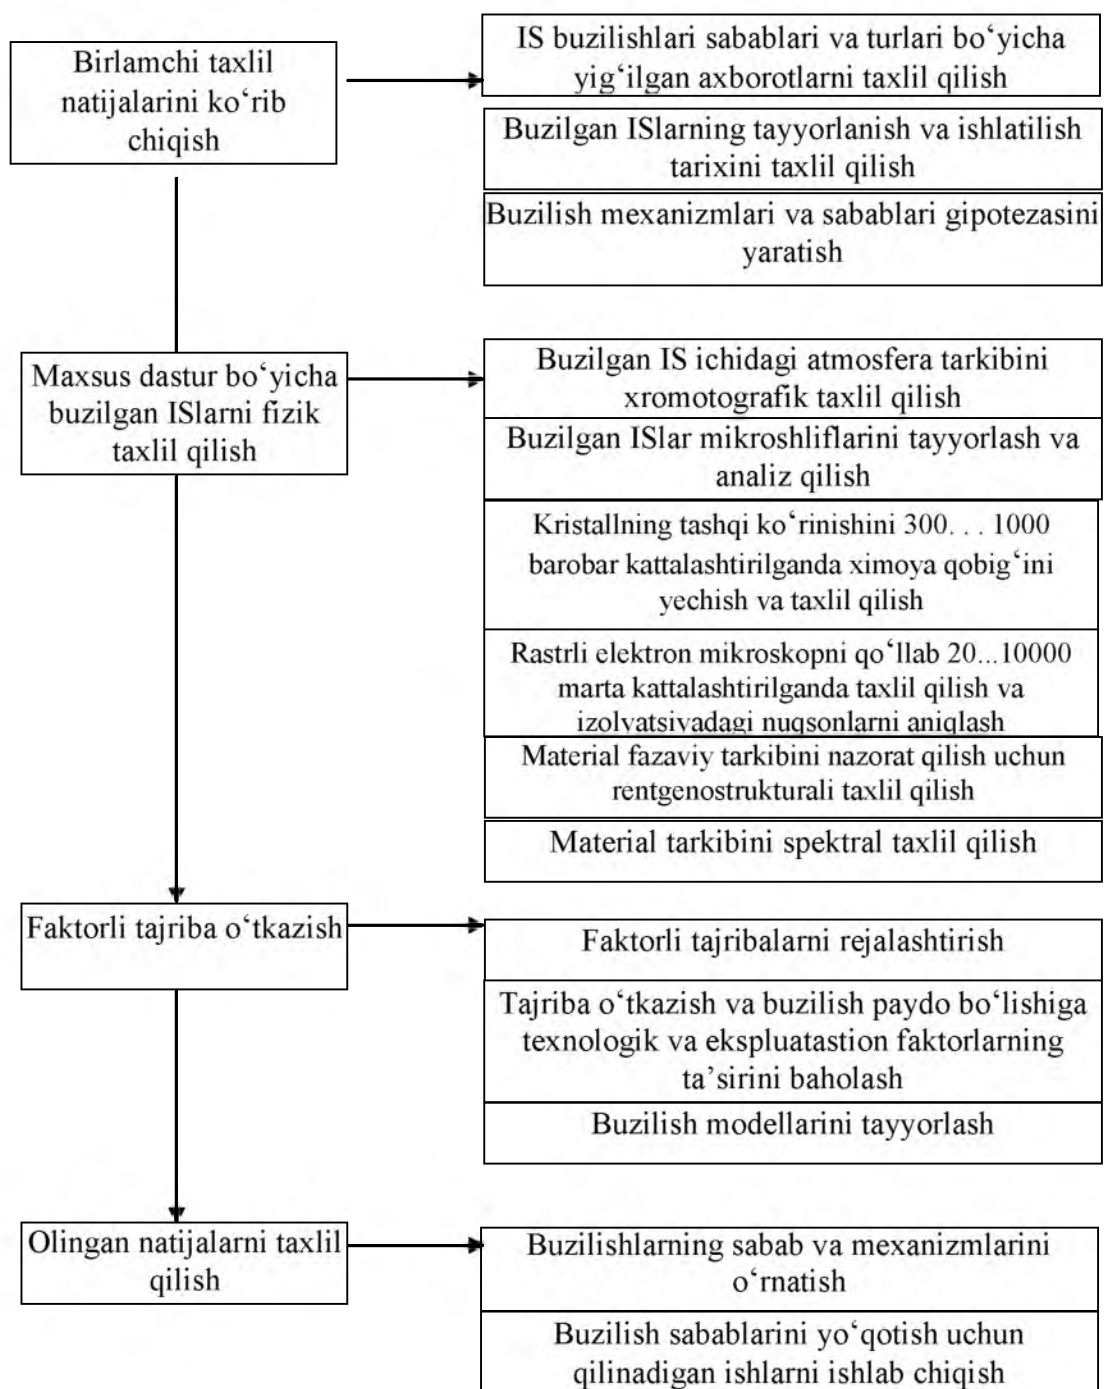 Birlamchi taxlil
natijalarini ko‘rib
chiqish
IS buzilishlari sabablari va turlari bo‘yicha
yig‘ilgan axborotlarni taxlil qilish
Buzilgan ISlarning tayyorlanish va ishlatilish
tarixini taxlil qilish
Buzilish mexanizmlari va sabablari gipotezasini
yaratish
Maxsus dastur bo‘yicha
buzilgan ISlarni fizik
taxlil qilish
Buzilgan IS ichidagi atmosfera tarkibini
xromotografik taxlil qilish
Buzilgan ISlar mikroshliflarini tayyorlash va
analiz qilish
Kristallning tashqi ko‘rinishini 300. . . 1000
barobar kattalashtirilganda ximoya qobig‘ini
yechish va taxlil qilish
Rastrli elektron mikroskopni qo‘llab 20...10000
marta kattalashtirilganda taxlil qilish va
izolvatsivadagi nuqsonlarni aniqlash
Material fazaviy tarkibini nazorat qilish uchun
rentgenostrukturali taxlil qilish
Material tarkibini spektral taxlil qilish
Faktorli tajriba o‘tkazish
Faktorli tajribalarni rejalashtirish
Tajriba o‘tkazish va buzilish paydo bo‘lishiga
texnologik va ekspluatastion faktorlarning
ta’sirini baholash
Buzilish modellarini tayyorlash
Olingan natijalarni taxlil
qilish
Buzilishlarning sabab va mexanizmlarini
o‘rnatish
Buzilish sabablarini yo‘qotish uchun
qilinadigan ishlarni ishlab chiqish